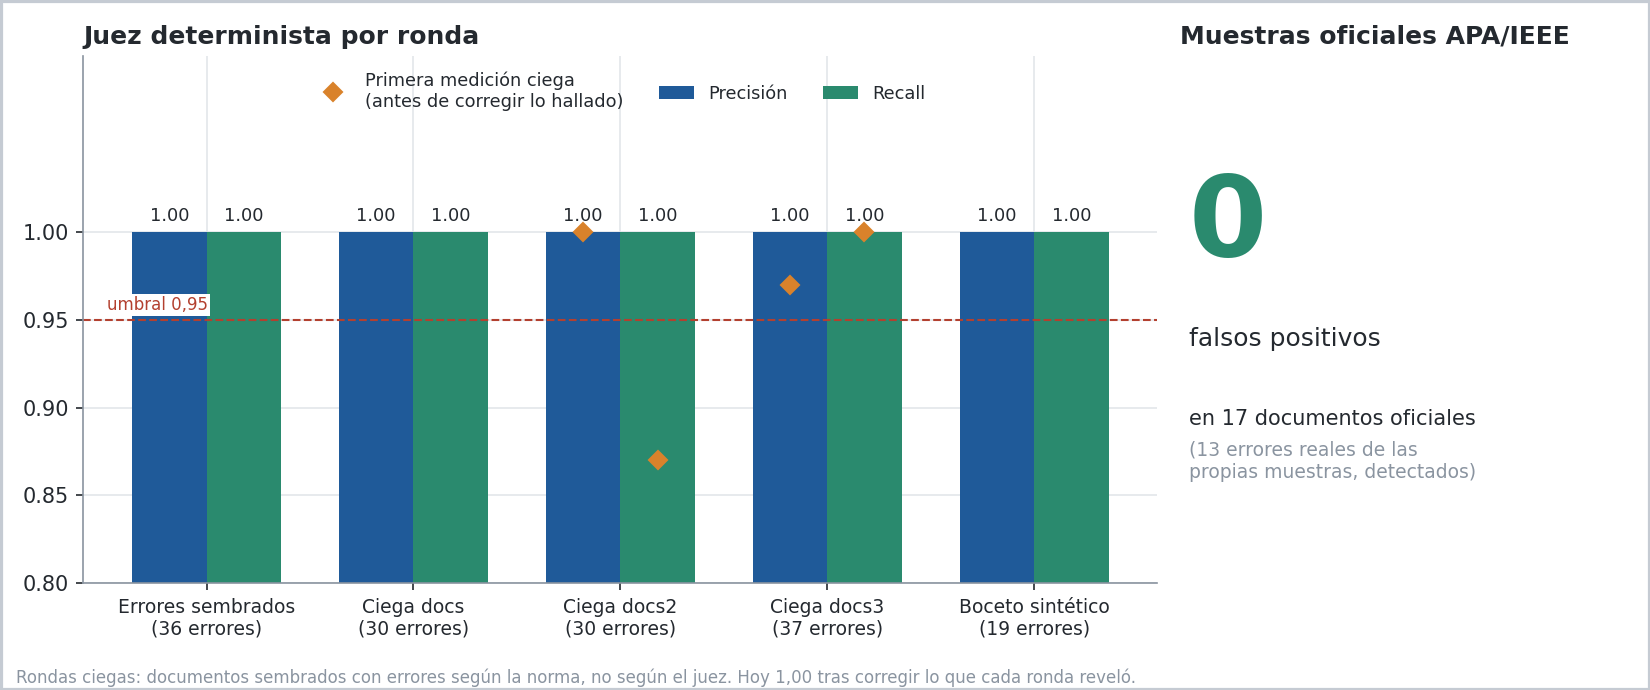 Juez determinista por ronda
Muestras oficiales APA/IEEE
Primera medición ciega
(antes de corregir lo hallado)
Precisión
Recall
1.00 1.00 1.00 1.00 1.00 1.00 1.00 1.00 1.00 1.00
1.00
umbral 0,95
0.95
0.90
0.85
0.80
Errores sembrados
(36 errores)
Ciega docs
(30 errores)
Ciega docs2
(30 errores)
Ciega docs3
(37 errores)
Boceto sintético
(19 errores)
0
falsos positivos
en 17 documentos oficiales
(13 errores reales de las
propias muestras, detectados)
Rondas ciegas: documentos sembrados con errores según la norma, no según el juez. Hoy 1,00 tras corregir lo que cada ronda reveló.